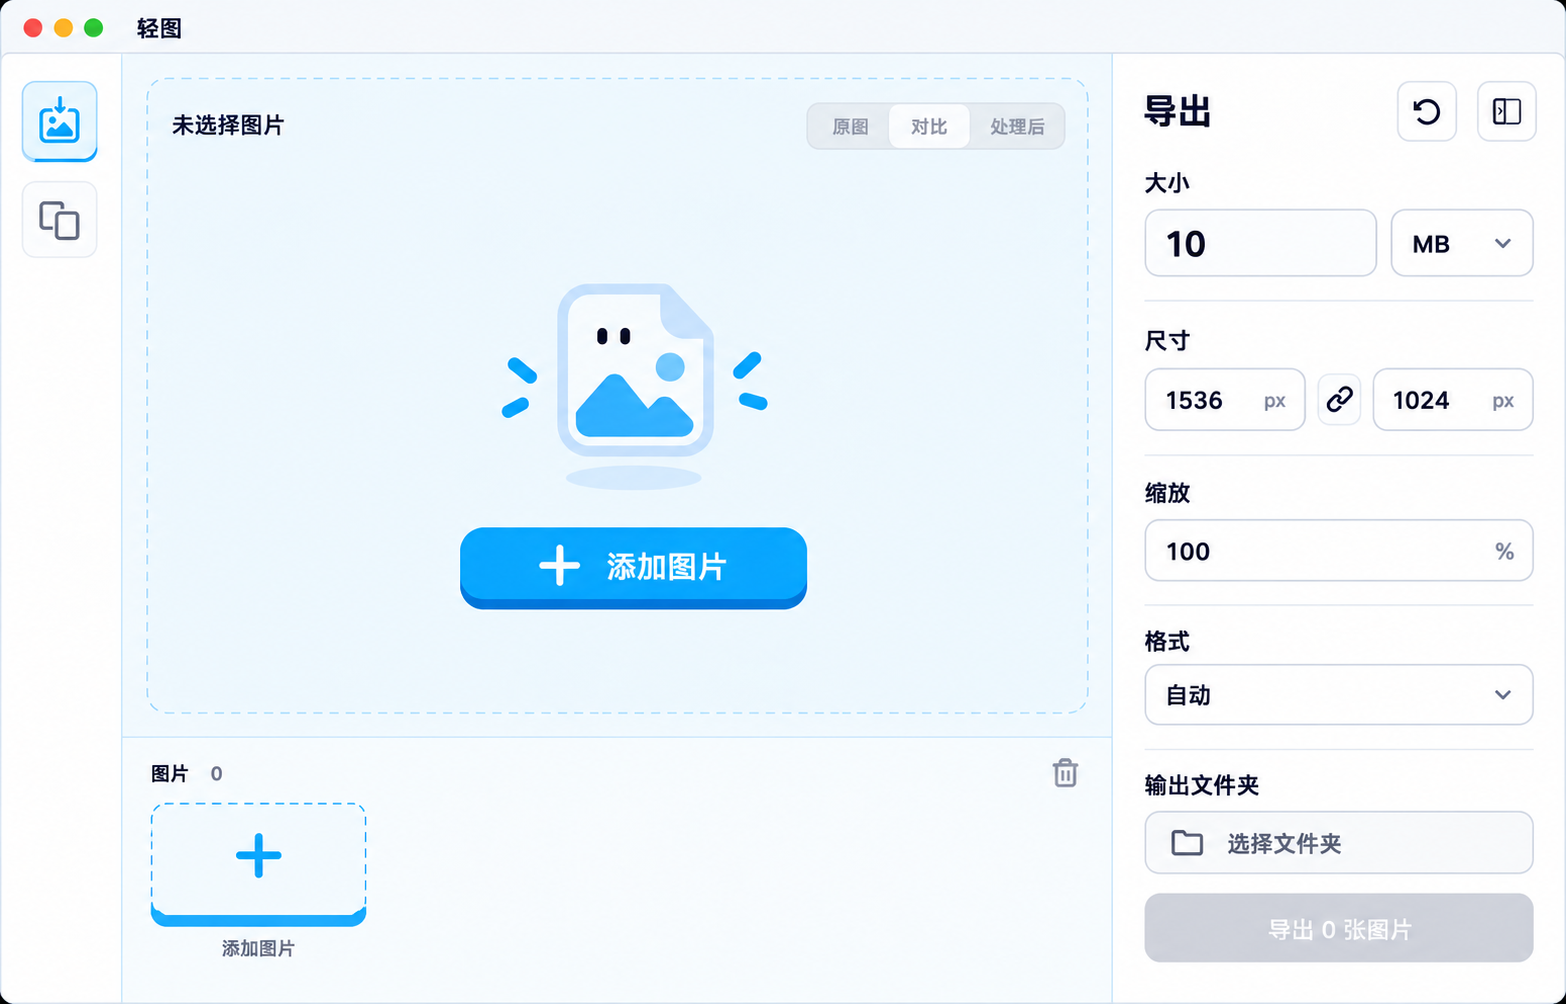 轻图
未选择图片
原图 对比 处理后
添加图片
图片 0
添加图片
导出
大小
10 MB
尺寸
1536 px 1024 px
缩放
100 %
格式
自动
输出文件夹
选择文件夹
导出 0 张图片